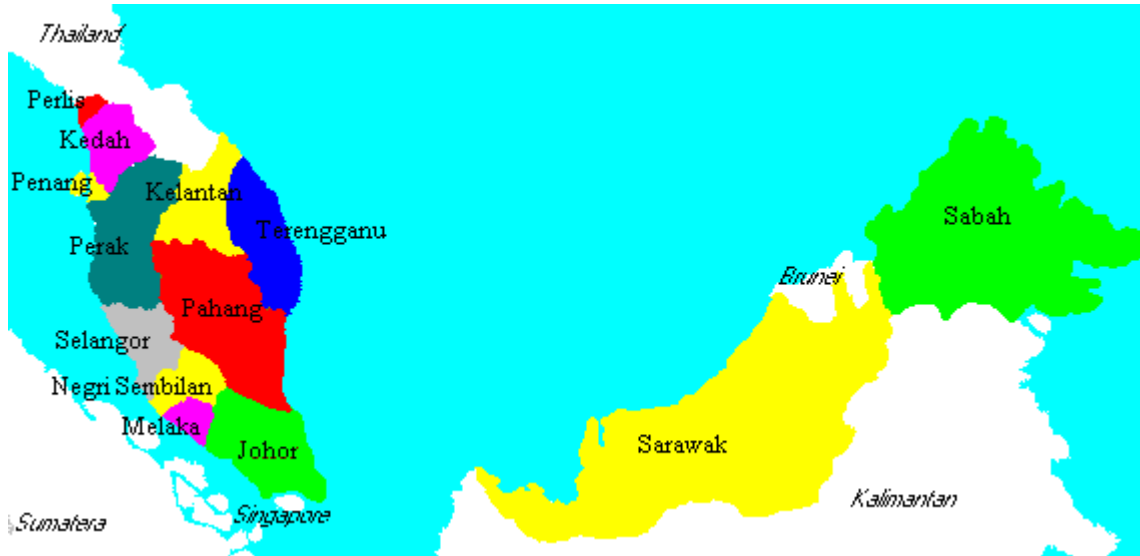 Thailand
Perlis
Kedah
Penang
Kelantan
Sabah
Terengganu
Perak
Brunei
Pahang
Selangor
Negri Sembilan
Melaka
Johor
Sarawak
Kalimantan
Singapore
Sumatera